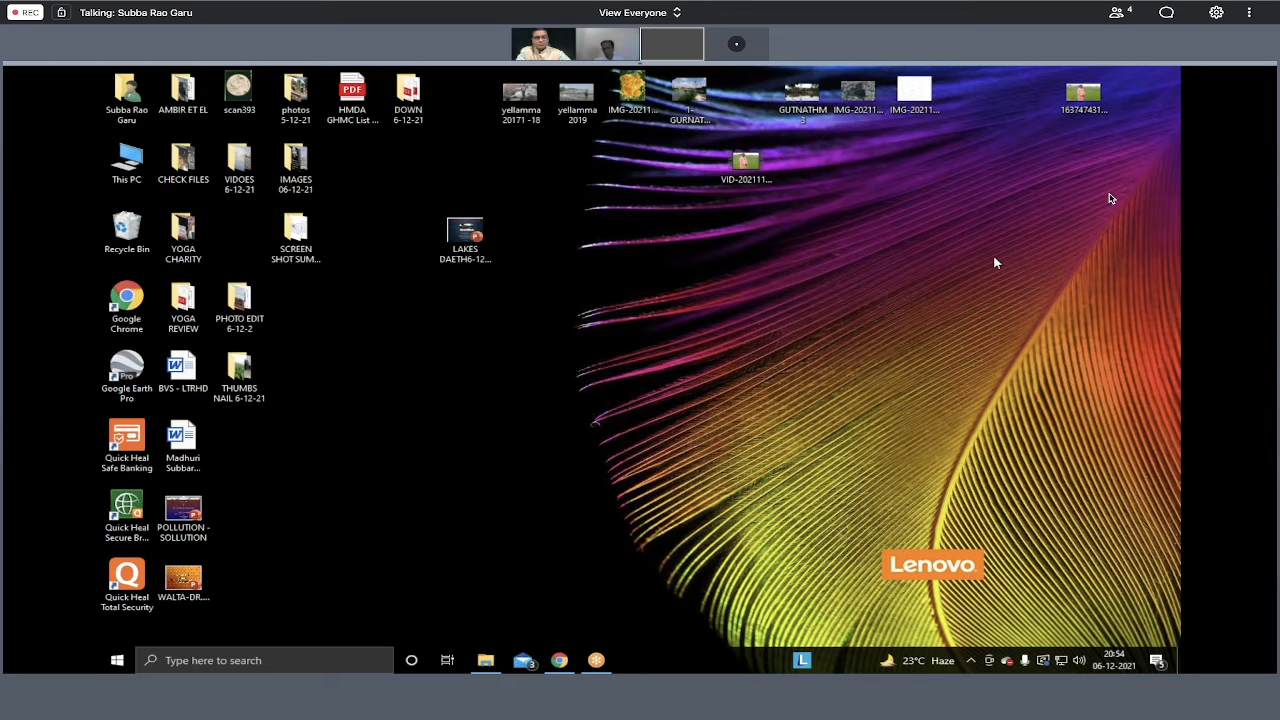 REC
Talking: Subba Rao Garu
View Everyone
4
Subba Rao
Garu
AMBIR ET EL
scan393
photos
5-12-21
PDF
HMDA
GHMC List ...
DOWN
6-12-21
yellamma
20171 -18
yellamma
2019
IMG-20211...
1-
GURNAT...
GUTNATHM
3
IMG-20211...
IMG-20211...
163747431...
This PC
CHECK FILES
VIDOES
6-12-21
IMAGES
06-12-21
VID-202111...
Recycle Bin
YOGA
CHARITY
SCREEN
SHOT SUM...
LAKES
DAETH6-12...
Google
Chrome
YOGA
REVIEW
PHOTO EDIT
6-12-2
Pro
Google Earth
Pro
BVS - LTRHD
THUMBS
NAIL 6-12-21
Quick Heal
Safe Banking
Madhuri
Subbar...
Quick Heal
Secure Br...
POLLUTION -
SOLLUTION
Quick Heal
Total Security
WALTA-DR....
Lenovo
Type here to search
3
L
23°C Haze
20:54
06-12-2021
5